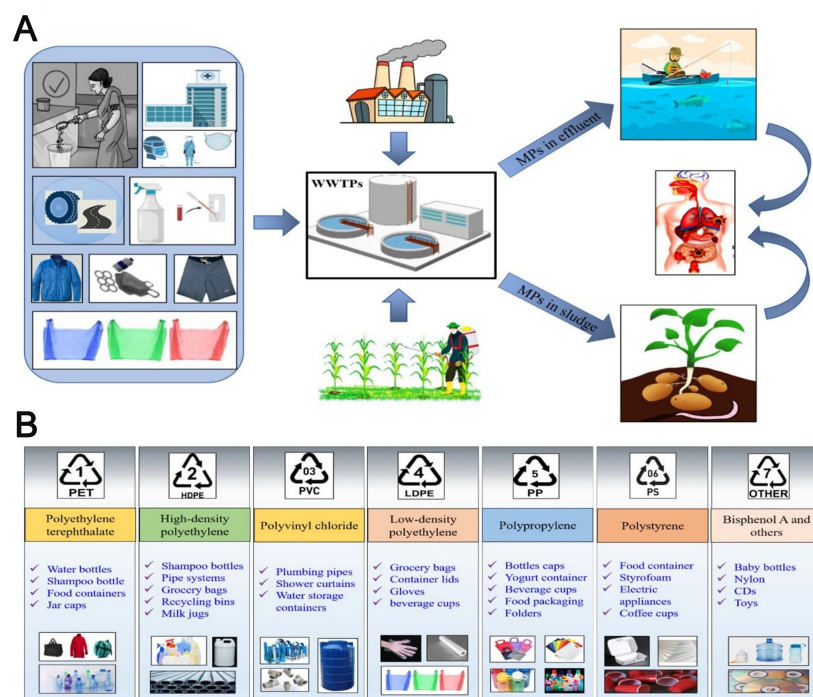 A
WWTPs
MPs in effluent
MPs in sludge
B
1
PET
Polyethylene
terephthalate
Water bottles
Shampoo bottle
Food containers
Jar caps
2
HDPE
High-density
polyethylene
Shampoo bottles
Pipe systems
Grocery bags
Recycling bins
Milk jugs
03
PVC
Polyvinyl chloride
Plumbing pipes
Shower curtains
Water storage
containers
4
LDPE
Low-density
polyethylene
Grocery bags
Container lids
Gloves
beverage cups
5
PP
Polypropylene
Bottles caps
Yogurt container
Beverage cups
Food packaging
Folders
06
PS
Polystyrene
Food container
Styrofoam
Electric
appliances
Coffee cups
7
OTHER
Bisphenol A and
others
Baby bottles
Nylon
CDs
Toys